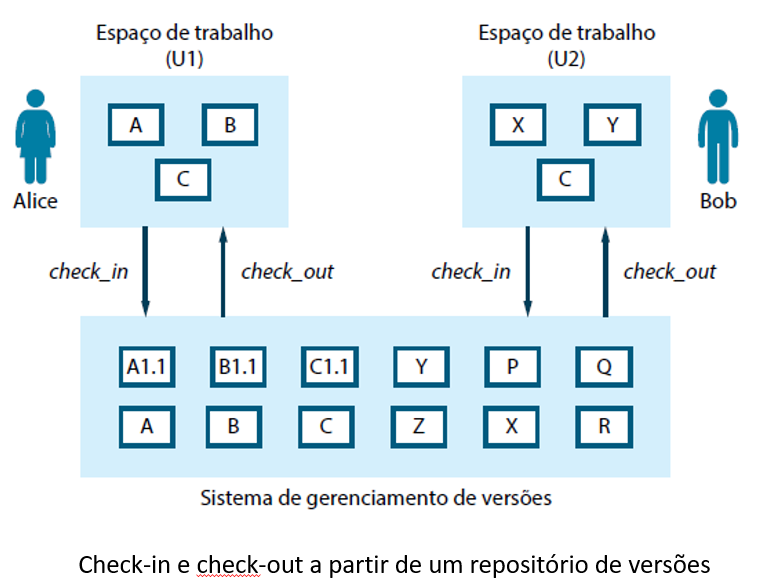 Espaço de trabalho
(U1)
Espaço de trabalho
(U2)
A
B
C
X
Y
C
Alice
Bob
check_in
check_out
check_in
check_out
A1.1
B1.1
C1.1
Y
P
Q
A
B
C
Z
X
R
Sistema de gerenciamento de versões
Check-in e check-out a partir de um repositório de versões